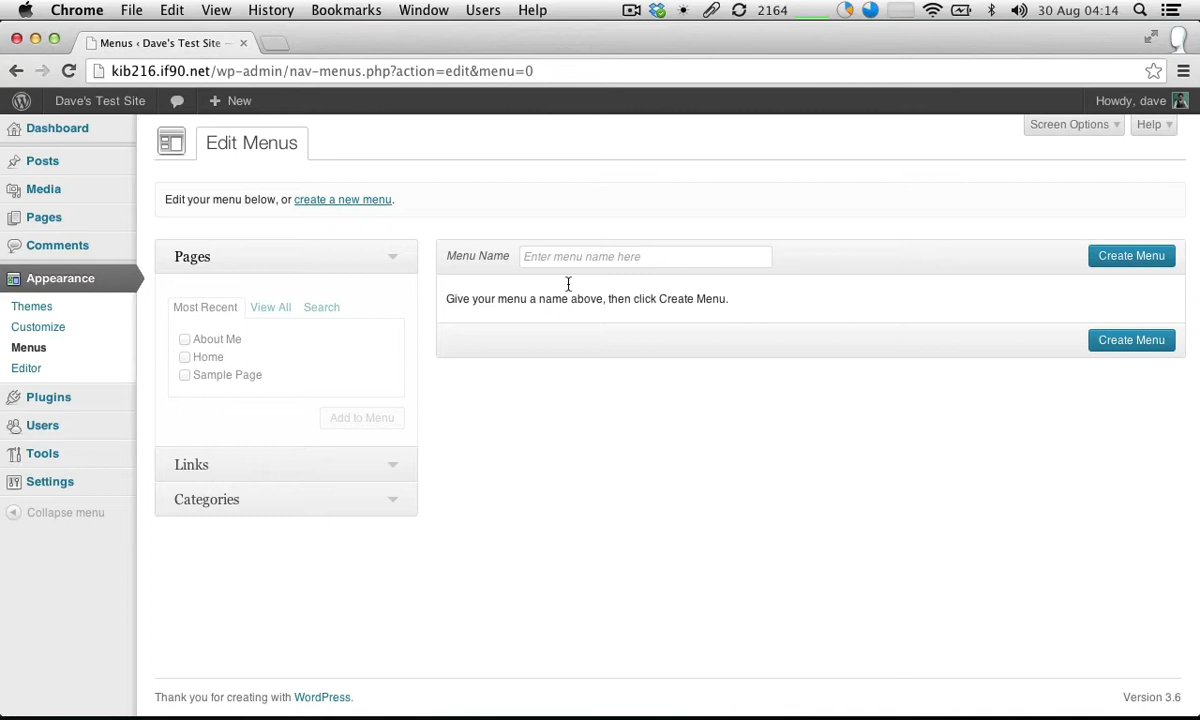 Chrome File Edit View History Bookmarks Window Users Help 2164 30 Aug 04:14
Menus ‹ Dave's Test Site —
kib216.if90.net/wp-admin/nav-menus.php?action=edit&menu=0
Dave's Test Site + New Howdy, dave
Screen Options Help
Dashboard
Posts
Media
Pages
Comments
Appearance
Themes
Customize
Menus
Editor
Plugins
Users
Tools
Settings
Collapse menu
Edit Menus
Edit your menu below, or create a new menu.
Pages
Most Recent View All Search
About Me
Home
Sample Page
Add to Menu
Links
Categories
Menu Name Enter menu name here Create Menu
Give your menu a name above, then click Create Menu.
Create Menu
Thank you for creating with WordPress. Version 3.6